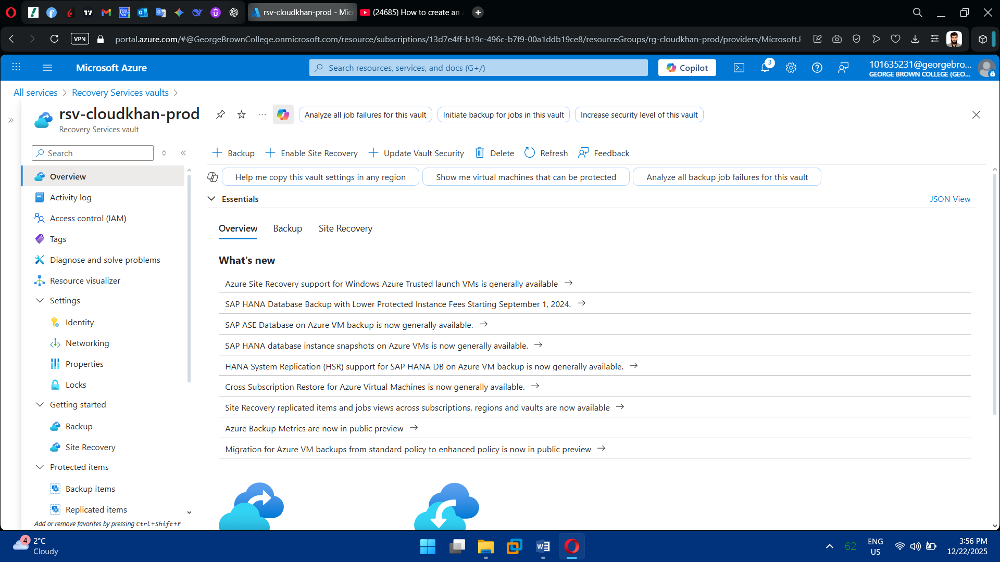 rsv-cloudkhan-prod - Mic
(24685) How to create an
VPN
portal.azure.com/#@GeorgeBrownCollege.onmicrosoft.com/resource/subscriptions/13d7e4ff-b19c-496c-b7f9-00a1ddb19ce8/resourceGroups/rg-cloudkhan-prod/providers/Microsoft.
Microsoft Azure
Search resources, services, and docs (G+/)
Copilot
3
101635231@georgebro...
GEORGE BROWN COLLEGE (GEO...
All services
Recovery Services vaults
rsv-cloudkhan-prod
Recovery Services vault
Analyze all job failures for this vault
Initiate backup for jobs in this vault
Increase security level of this vault
Search
Backup
Enable Site Recovery
Update Vault Security
Delete
Refresh
Feedback
Help me copy this vault settings in any region
Show me virtual machines that can be protected
Analyze all backup job failures for this vault
Essentials
JSON View
Overview
Activity log
Access control (IAM)
Tags
Diagnose and solve problems
Resource visualizer
Settings
Identity
Networking
Properties
Locks
Getting started
Backup
Site Recovery
Protected items
Backup items
Replicated items
Add or remove favorites by pressing Ctrl+Shift+F
Overview
Backup
Site Recovery
What's new
Azure Site Recovery support for Windows Azure Trusted launch VMs is generally available
SAP HANA Database Backup with Lower Protected Instance Fees Starting September 1, 2024.
SAP ASE Database on Azure VM backup is now generally available.
SAP HANA database instance snapshots on Azure VMs is now generally available.
HANA System Replication (HSR) support for SAP HANA DB on Azure VM backup is now generally available.
Cross Subscription Restore for Azure Virtual Machines is now generally available.
Site Recovery replicated items and jobs views across subscriptions, regions and vaults are now available
Azure Backup Metrics are now in public preview
Migration for Azure VM backups from standard policy to enhanced policy is now in public preview
4
2°C
Cloudy
62
ENG
US
3:56 PM
12/22/2025